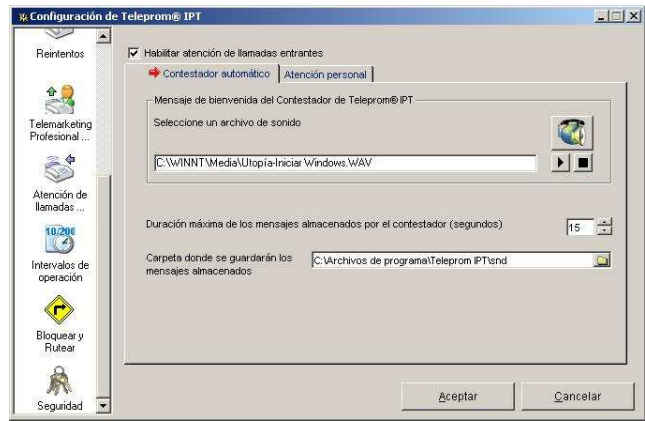 Configuración de Teleprom® IPT
Reintentos
Telemarketing
Profesional ...
Atención de
llamadas ...
10/200
Intervalos de
operación
Bloquear y
Rutear
Seguridad
Habilitar atención de llamadas entrantes
Contestador automático
Atención personal
Mensaje de bienvenida del Contestador de Teleprom® IPT
Seleccione un archivo de sonido
C:\WINNT\Media\Utopía-Iniciar Windows.WAV
Duración máxima de los mensajes almacenados por el contestador (segundos)
15
Carpeta donde se guardarán los
mensajes almacenados
C:\Archivos de programa\Teleprom IPT\snd
Aceptar
Cancelar